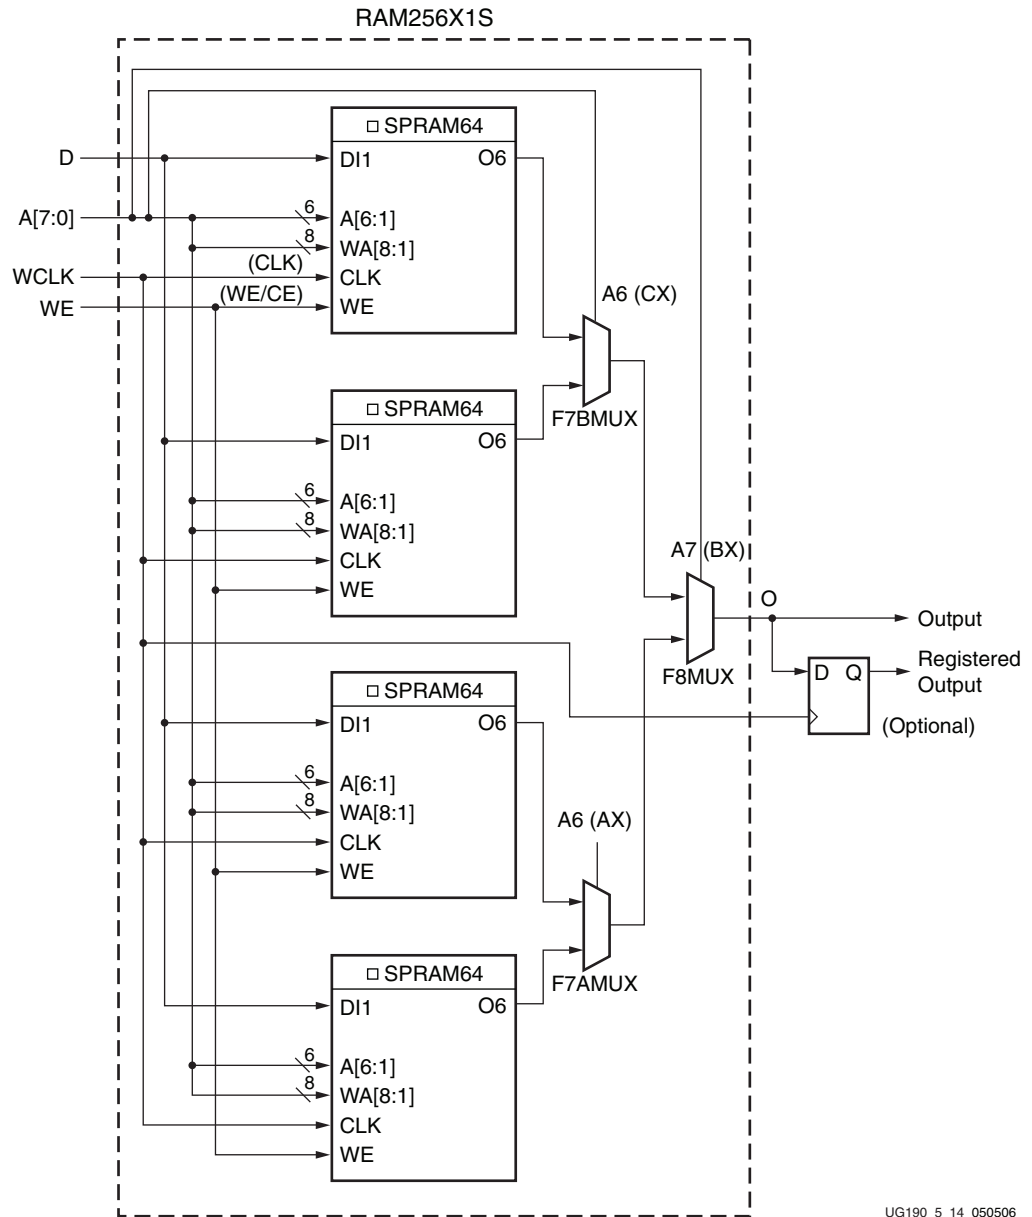 RAM256X1S
□ SPRAM64
D
DI1
O6
A[7:0]
6
A[6:1]
8
WA[8:1]
WCLK
(CLK)
CLK
WE
(WE/CE)
WE
A6 (CX)
F7BMUX
□ SPRAM64
DI1
O6
6
A[6:1]
8
WA[8:1]
CLK
WE
A7 (BX)
F8MUX
O
Output
D Q
Registered
Output
(Optional)
□ SPRAM64
DI1
O6
6
A[6:1]
8
WA[8:1]
CLK
WE
A6 (AX)
F7AMUX
□ SPRAM64
DI1
O6
6
A[6:1]
8
WA[8:1]
CLK
WE
UG190_5_14_050506